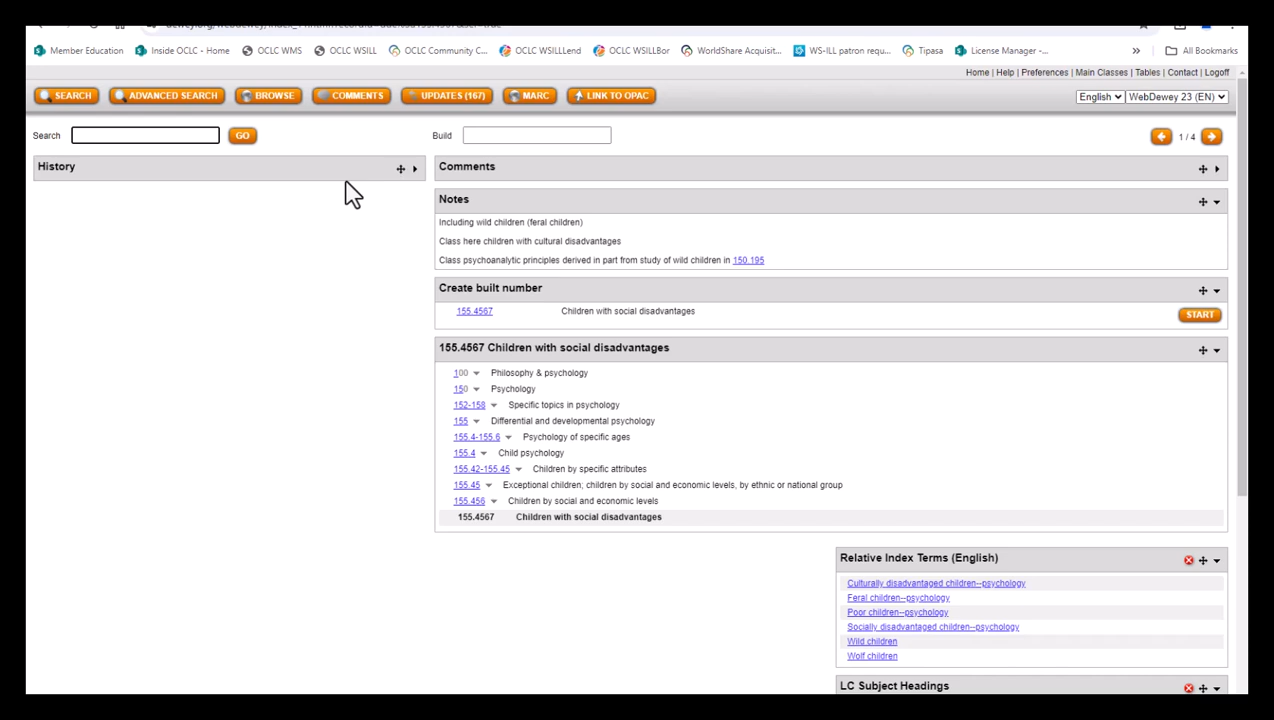 Member Education Inside OCLC - Home OCLC WMS OCLC WSILL OCLC Community C... OCLC WSILLLend OCLC WSILLBor WorldShare Acquisit... WS-ILL patron requ... Tipasa License Manager -... » All Bookmarks
Home | Help | Preferences | Main Classes | Tables | Contact | Logoff
SEARCH ADVANCED SEARCH BROWSE COMMENTS UPDATES (167) MARC LINK TO OPAC English WebDewey 23 (EN)
Search GO Build 1 / 4
History Comments
Notes
Including wild children (feral children)
Class here children with cultural disadvantages
Class psychoanalytic principles derived in part from study of wild children in 150.195
Create built number
155.4567 Children with social disadvantages START
155.4567 Children with social disadvantages
100 Philosophy & psychology
150 Psychology
152-158 Specific topics in psychology
155 Differential and developmental psychology
155.4-155.6 Psychology of specific ages
155.4 Child psychology
155.42-155.45 Children by specific attributes
155.45 Exceptional children; children by social and economic levels, by ethnic or national group
155.456 Children by social and economic levels
155.4567 Children with social disadvantages
Relative Index Terms (English)
Culturally disadvantaged children--psychology
Feral children--psychology
Poor children--psychology
Socially disadvantaged children--psychology
Wild children
Wolf children
LC Subject Headings